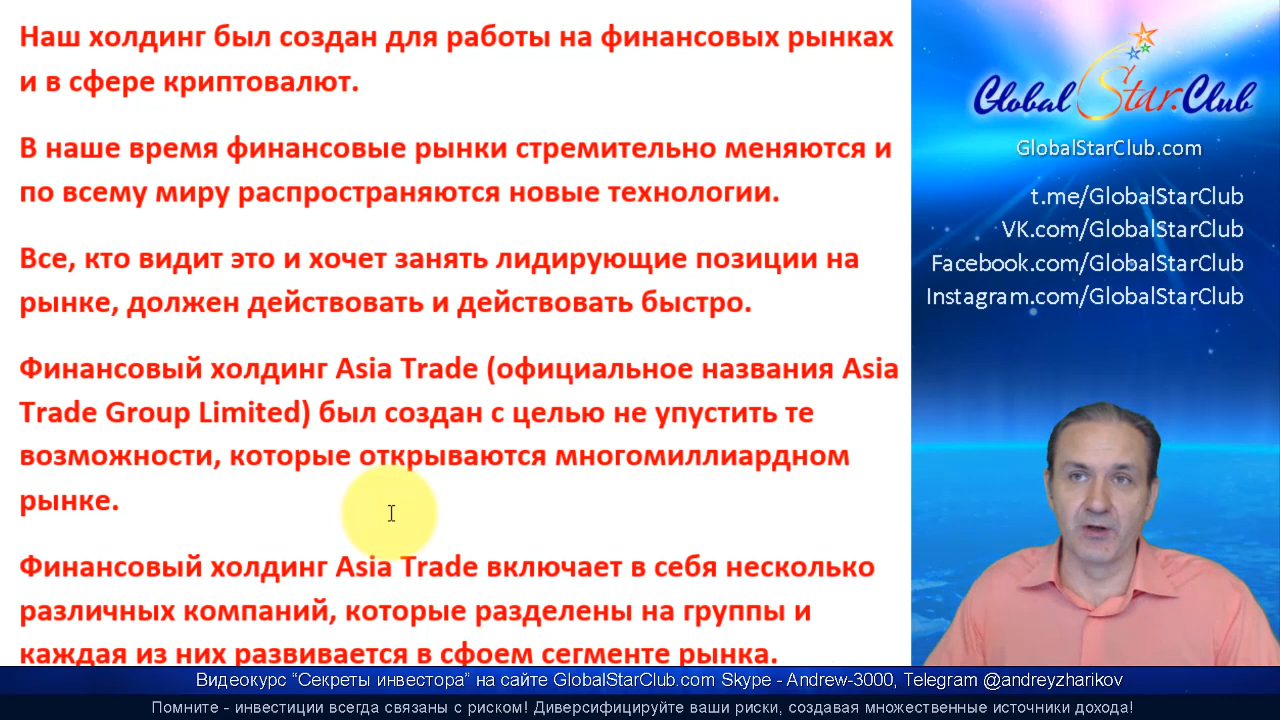 Наш холдинг был создан для работы на финансовых рынках
и в сфере криптовалют.
В наше время финансовые рынки стремительно меняются и
по всему миру распространяются новые технологии.
Все, кто видит это и хочет занять лидирующие позиции на
рынке, должен действовать и действовать быстро.
Финансовый холдинг Asia Trade (официальное названия Asia
Trade Group Limited) был создан с целью не упустить те
возможности, которые открываются многомиллиардном
рынке.
Финансовый холдинг Asia Trade включает в себя несколько
различных компаний, которые разделены на группы и
каждая из них развивается в сфоем сегменте рынка.
Global Star.Club
GlobalStarClub.com
t.me/GlobalStarClub
VK.com/GlobalStarClub
Facebook.com/GlobalStarClub
Instagram.com/GlobalStarClub
Видеокурс “Секреты инвестора” на сайте GlobalStarClub.com Skype - Andrew-3000, Telegram @andreyzharikov
Помните - инвестиции всегда связаны с риском! Диверсифицируйте ваши риски, создавая множественные источники дохода!